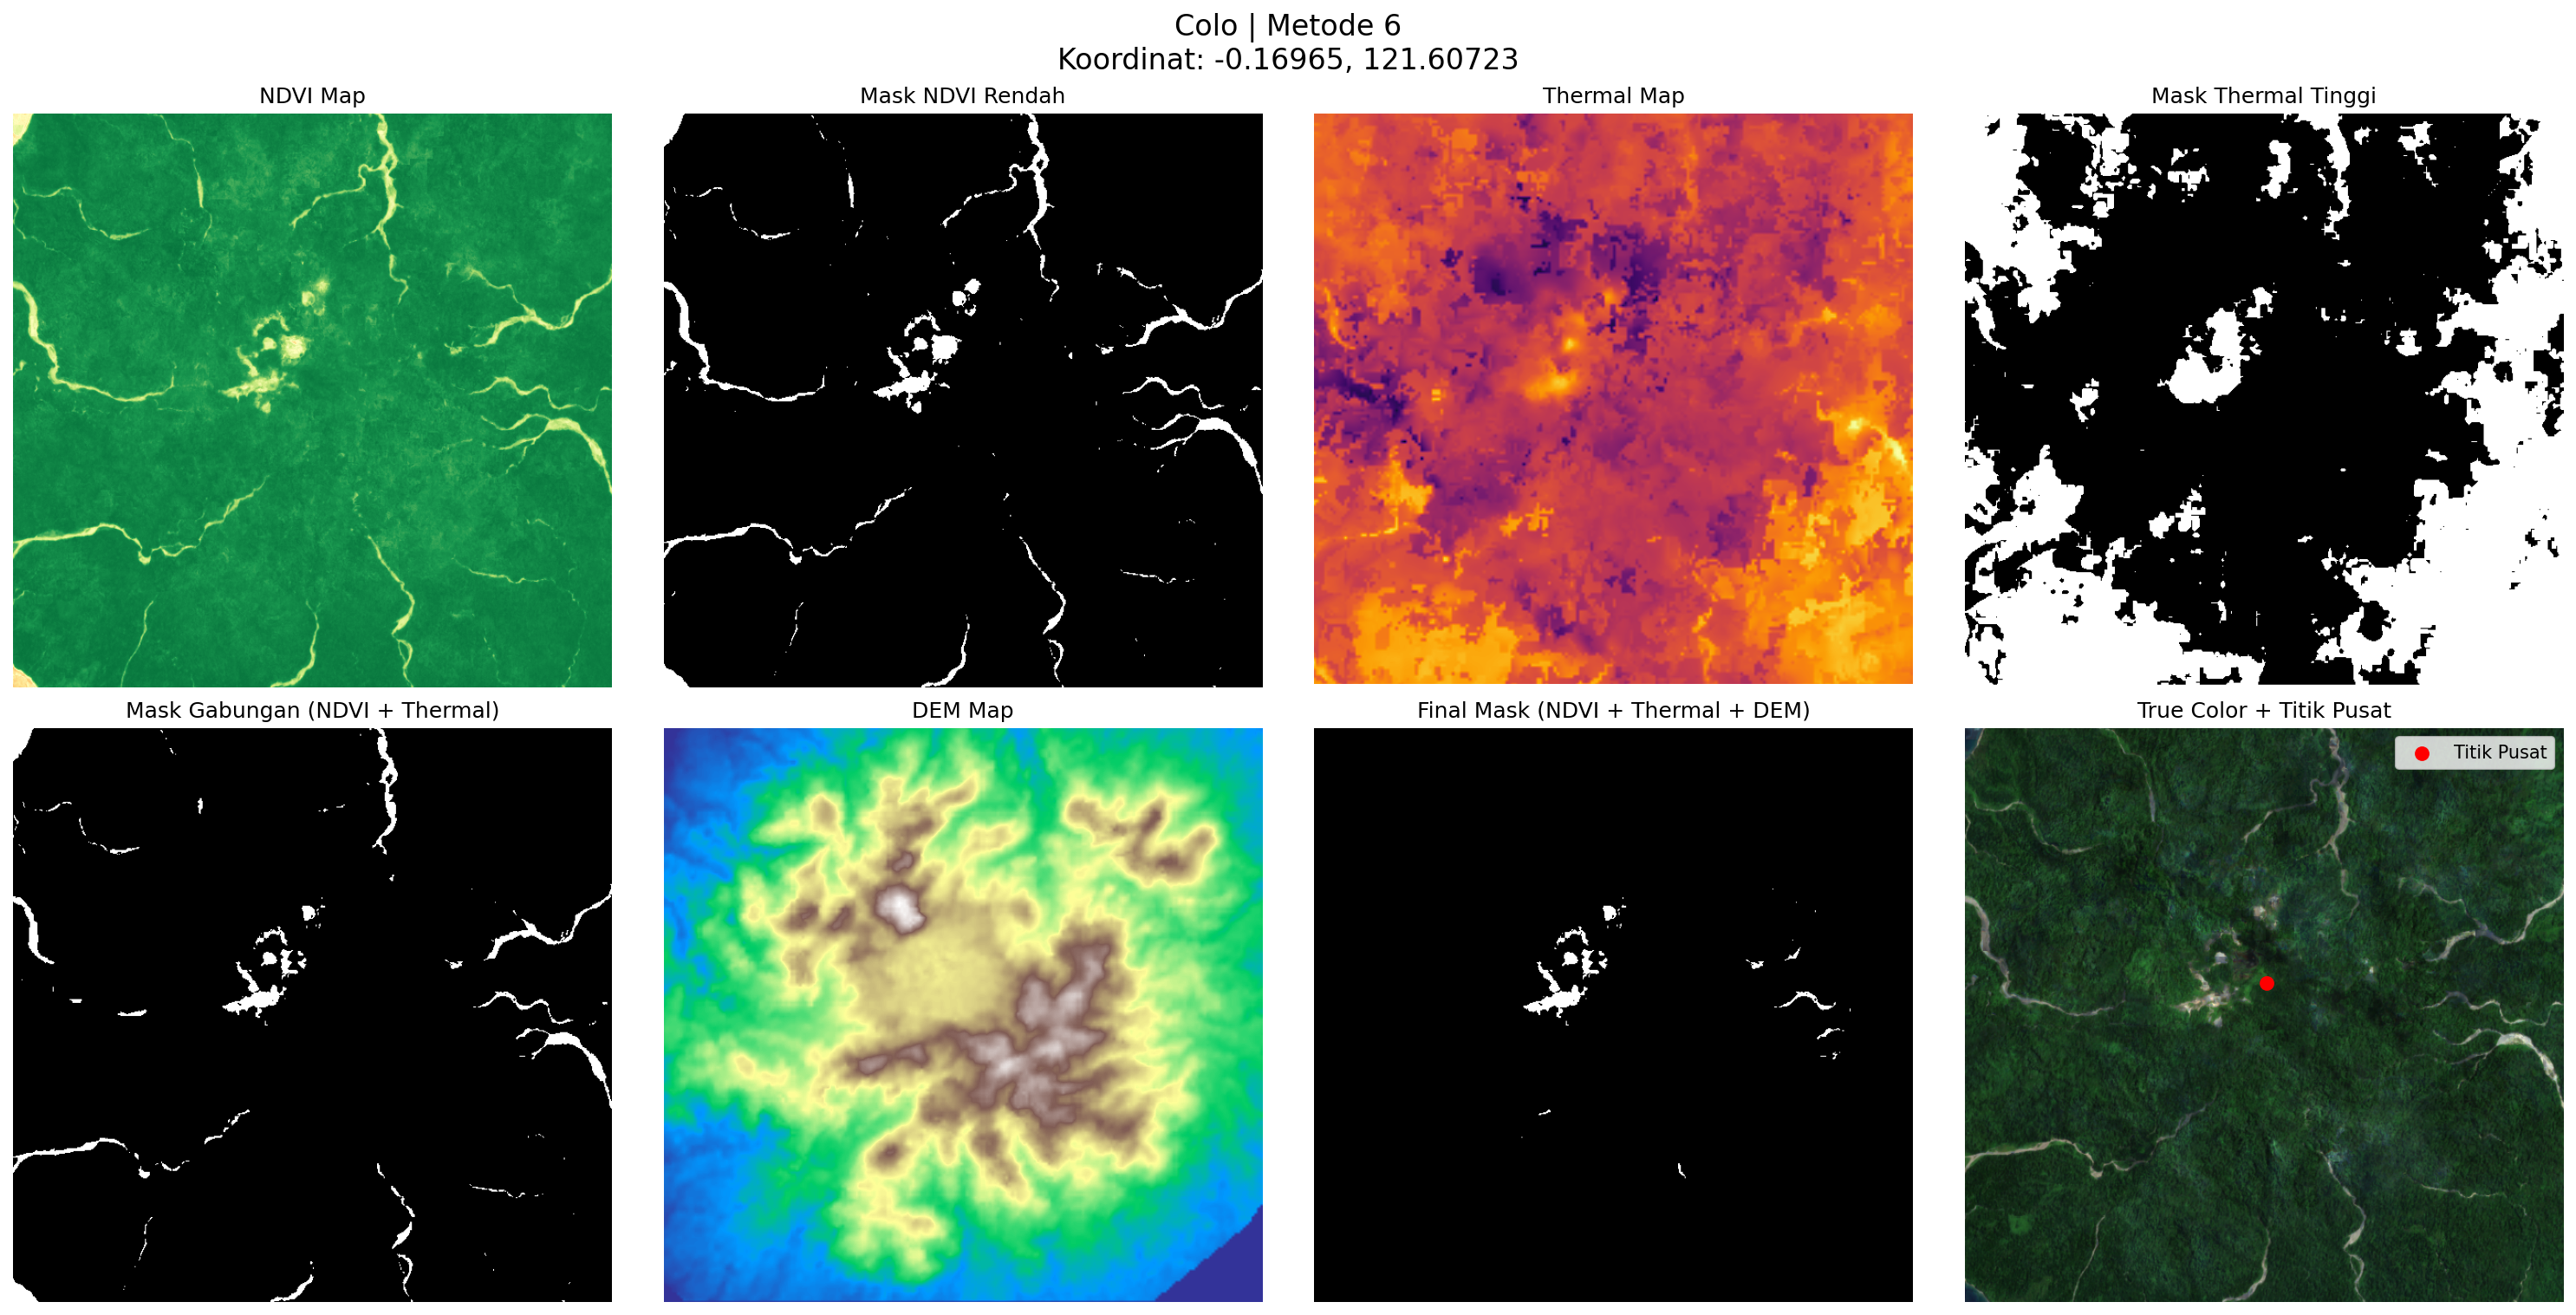 Colo | Metode 6
Koordinat: -0.16965, 121.60723
NDVI Map
Mask NDVI Rendah
Thermal Map
Mask Thermal Tinggi
Mask Gabungan (NDVI + Thermal)
DEM Map
Final Mask (NDVI + Thermal + DEM)
True Color + Titik Pusat
Titik Pusat